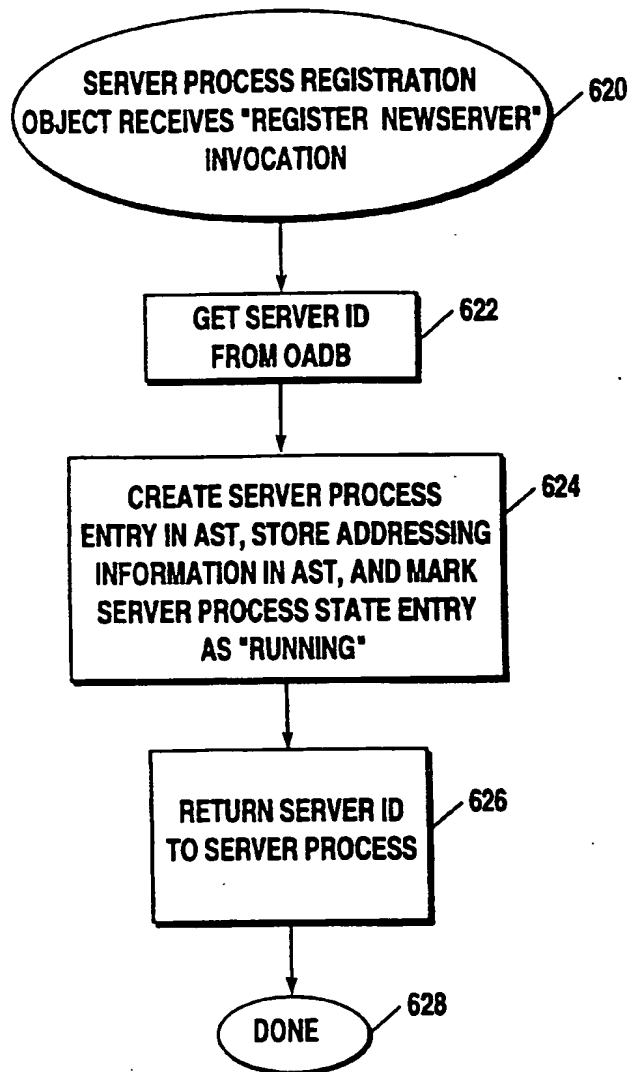 SERVER PROCESS REGISTRATION
OBJECT RECEIVES "REGISTER NEWSERVER"
INVOCATION
620
GET SERVER ID
FROM OADB
622
CREATE SERVER PROCESS
ENTRY IN AST, STORE ADDRESSING
INFORMATION IN AST, AND MARK
SERVER PROCESS STATE ENTRY
AS "RUNNING"
624
RETURN SERVER ID
TO SERVER PROCESS
626
DONE
628